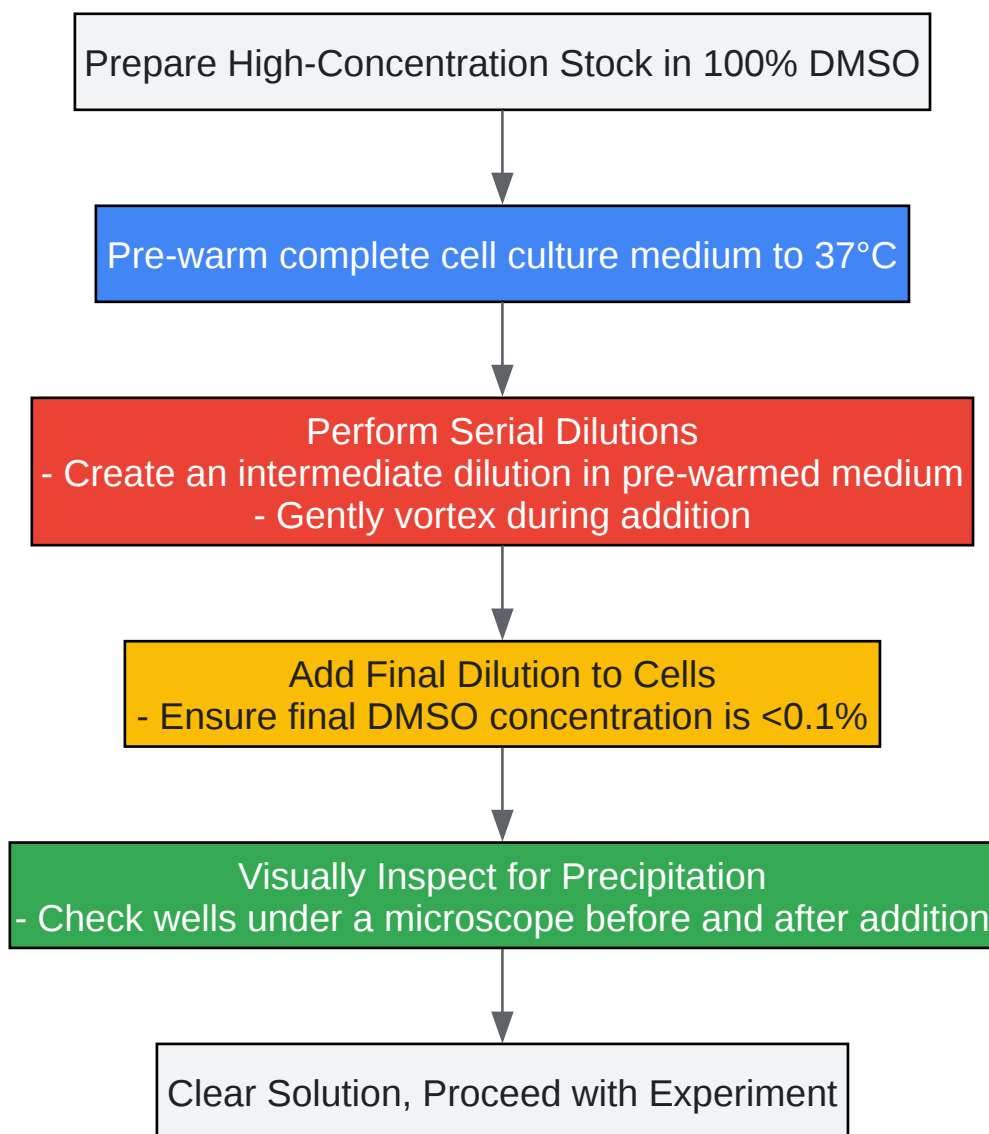 Prepare High-Concentration Stock in 100% DMSO
Pre-warm complete cell culture medium to 37°C
Perform Serial Dilutions
- Create an intermediate dilution in pre-warmed medium
- Gently vortex during addition
Add Final Dilution to Cells
- Ensure final DMSO concentration is <0.1%
Visually Inspect for Precipitation
- Check wells under a microscope before and after addition
Clear Solution, Proceed with Experiment